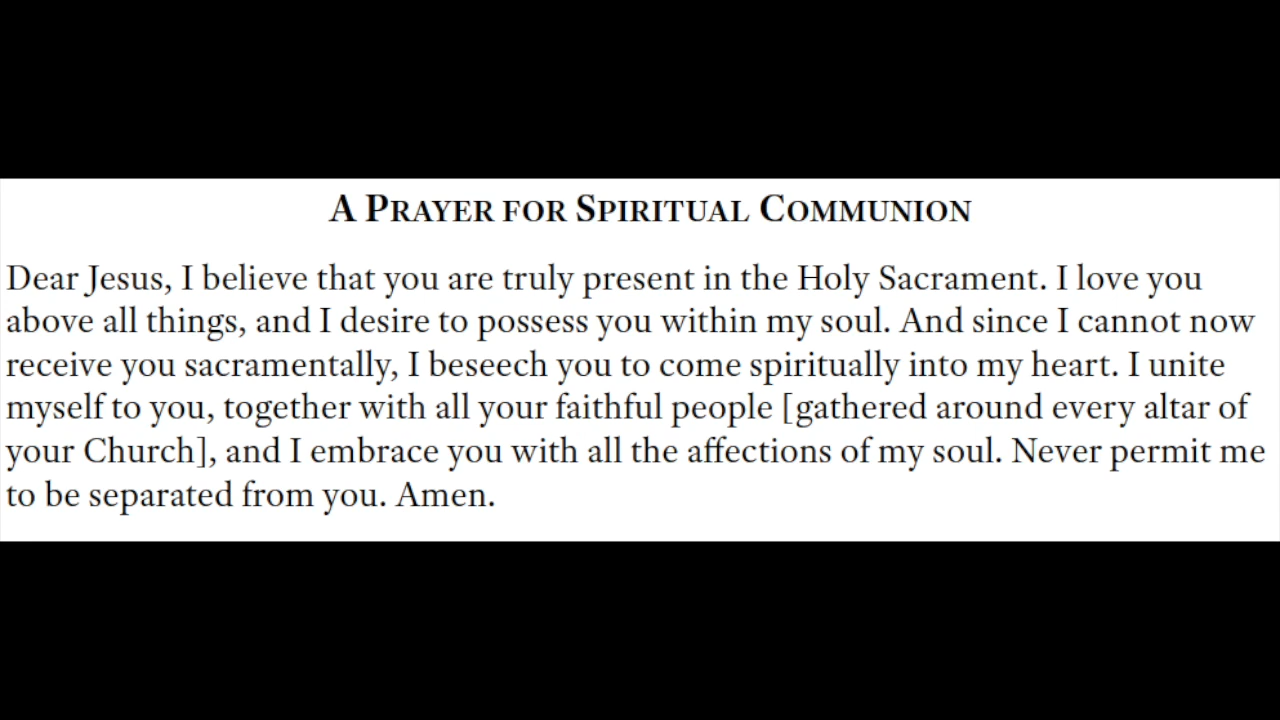 A PRAYER FOR SPIRITUAL COMMUNION
Dear Jesus, I believe that you are truly present in the Holy Sacrament. I love you
above all things, and I desire to possess you within my soul. And since I cannot now
receive you sacramentally, I beseech you to come spiritually into my heart. I unite
myself to you, together with all your faithful people [gathered around every altar of
your Church], and I embrace you with all the affections of my soul. Never permit me
to be separated from you. Amen.